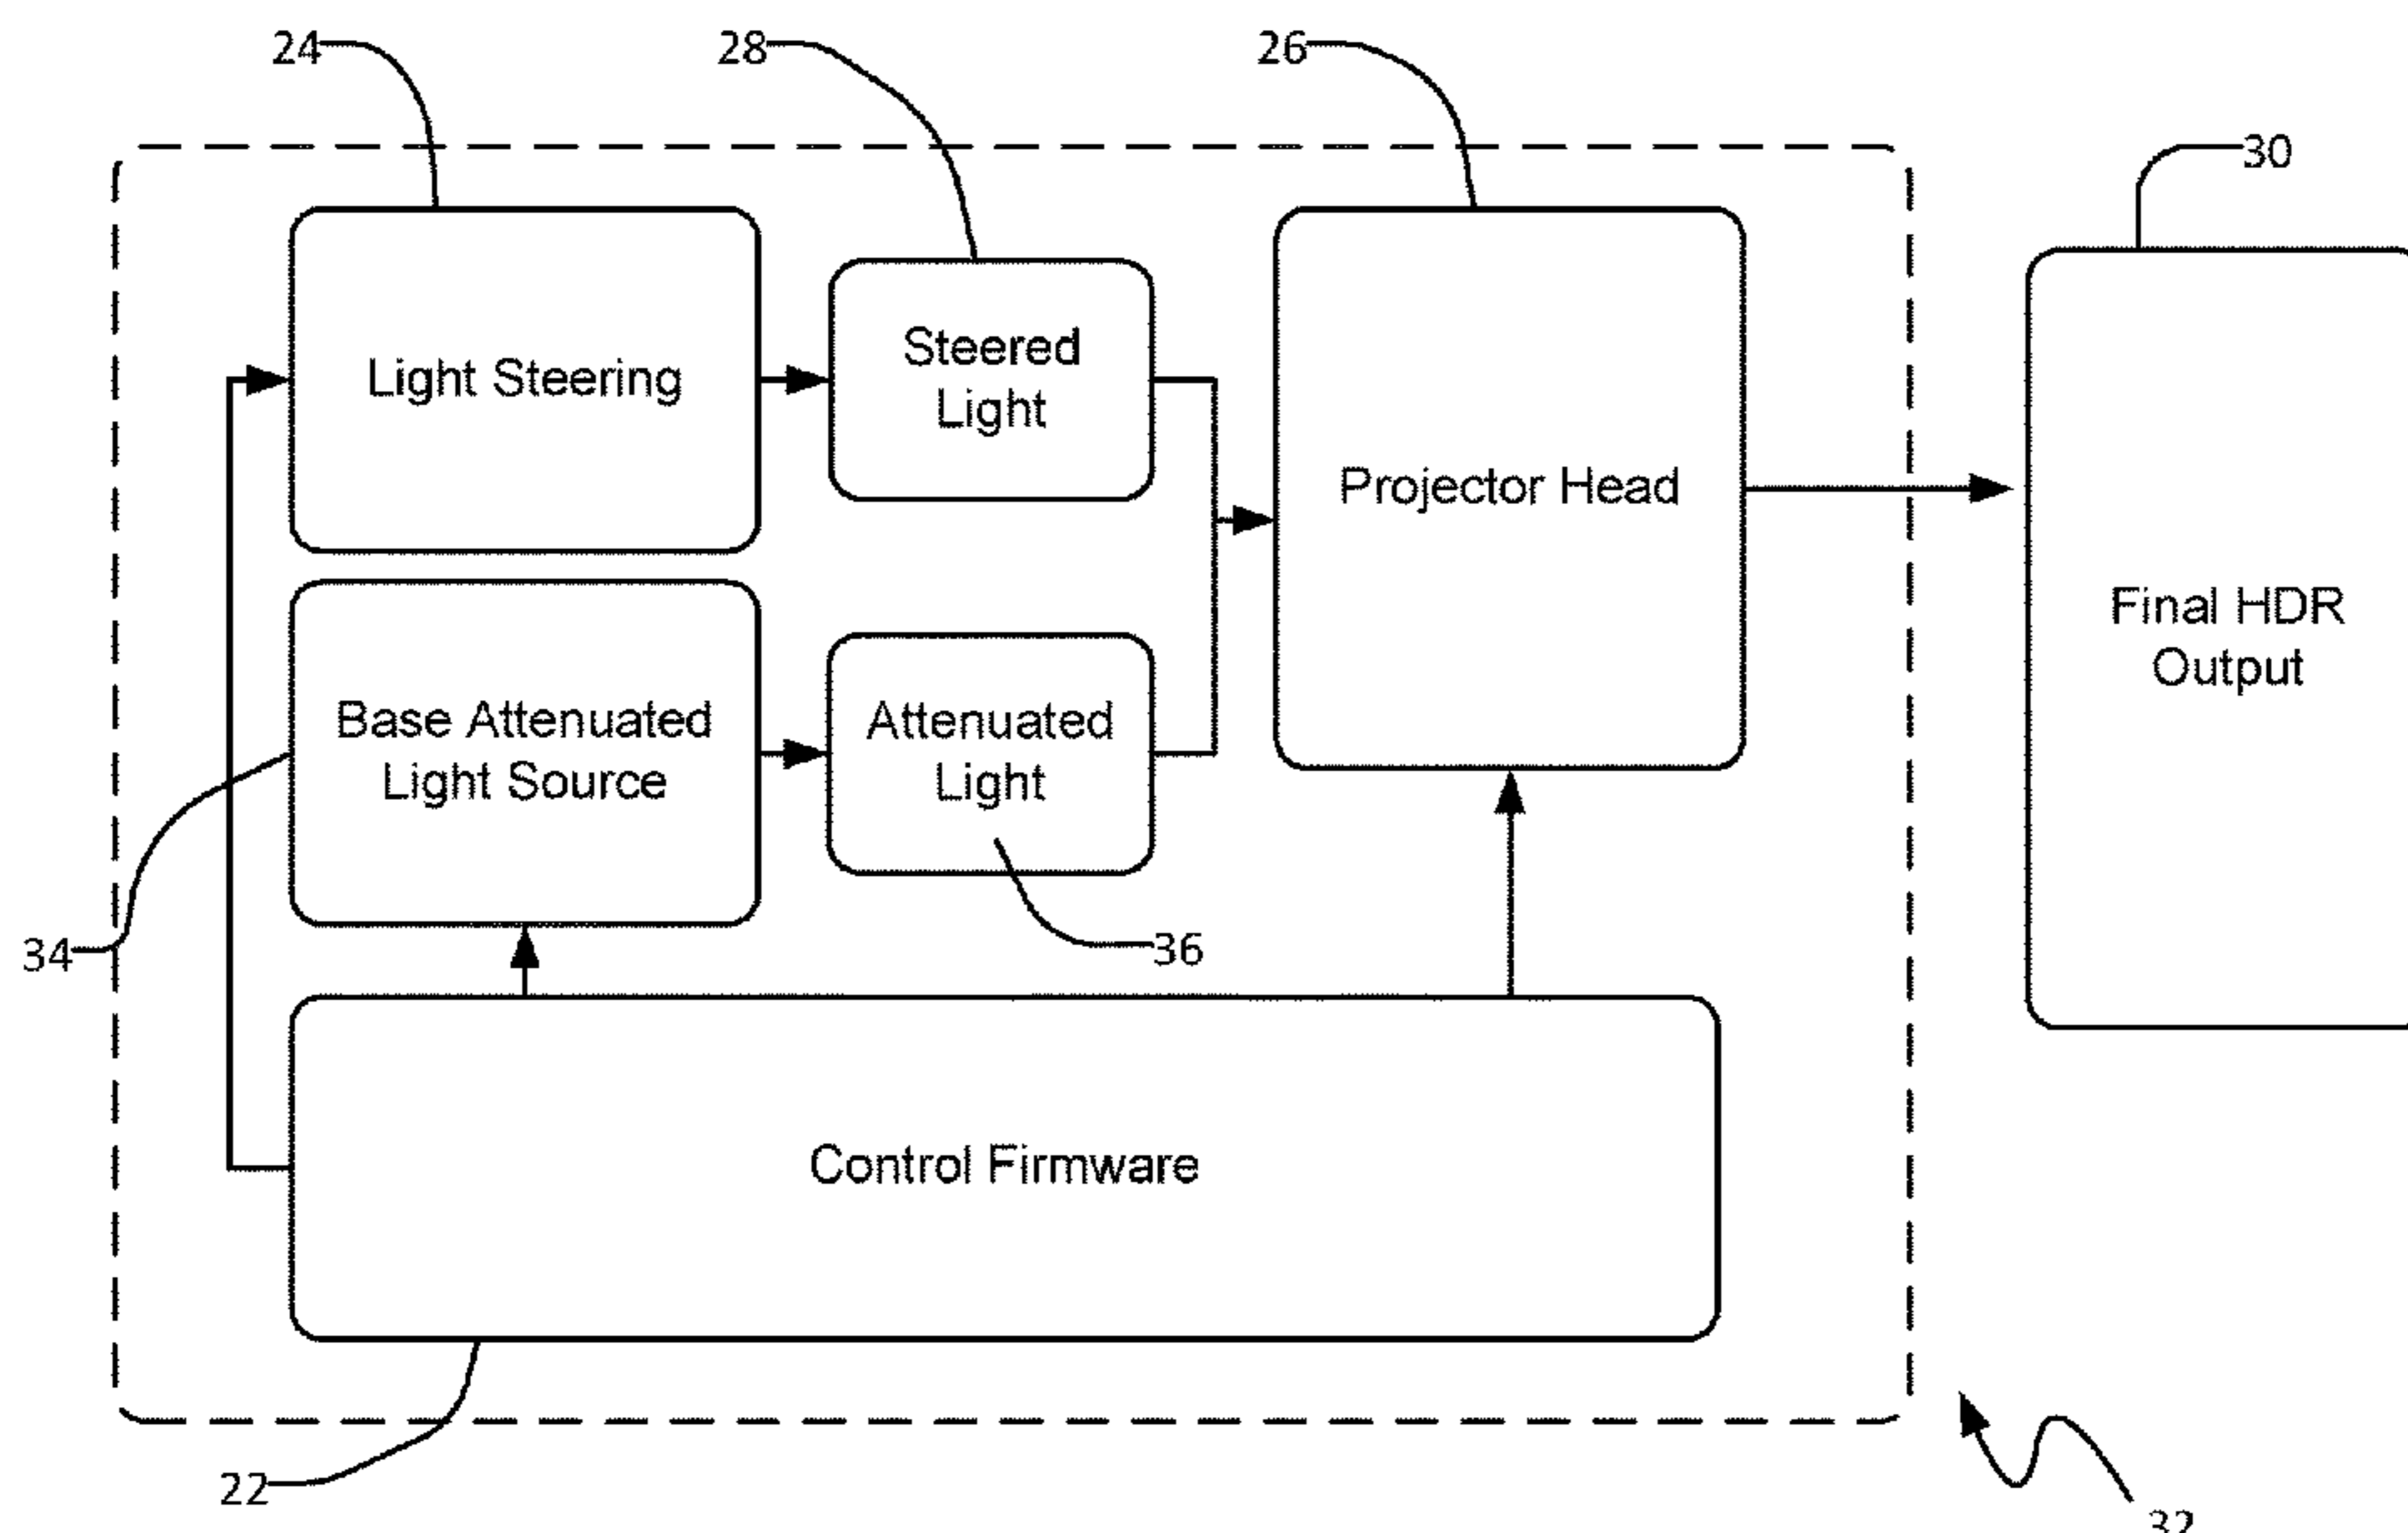 24
28
26
30
Light Steering
Steered
Light
Projector Head
Final HDR
Output
Base Attenuated
Light Source
Attenuated
Light
34
36
Control Firmware
22
32